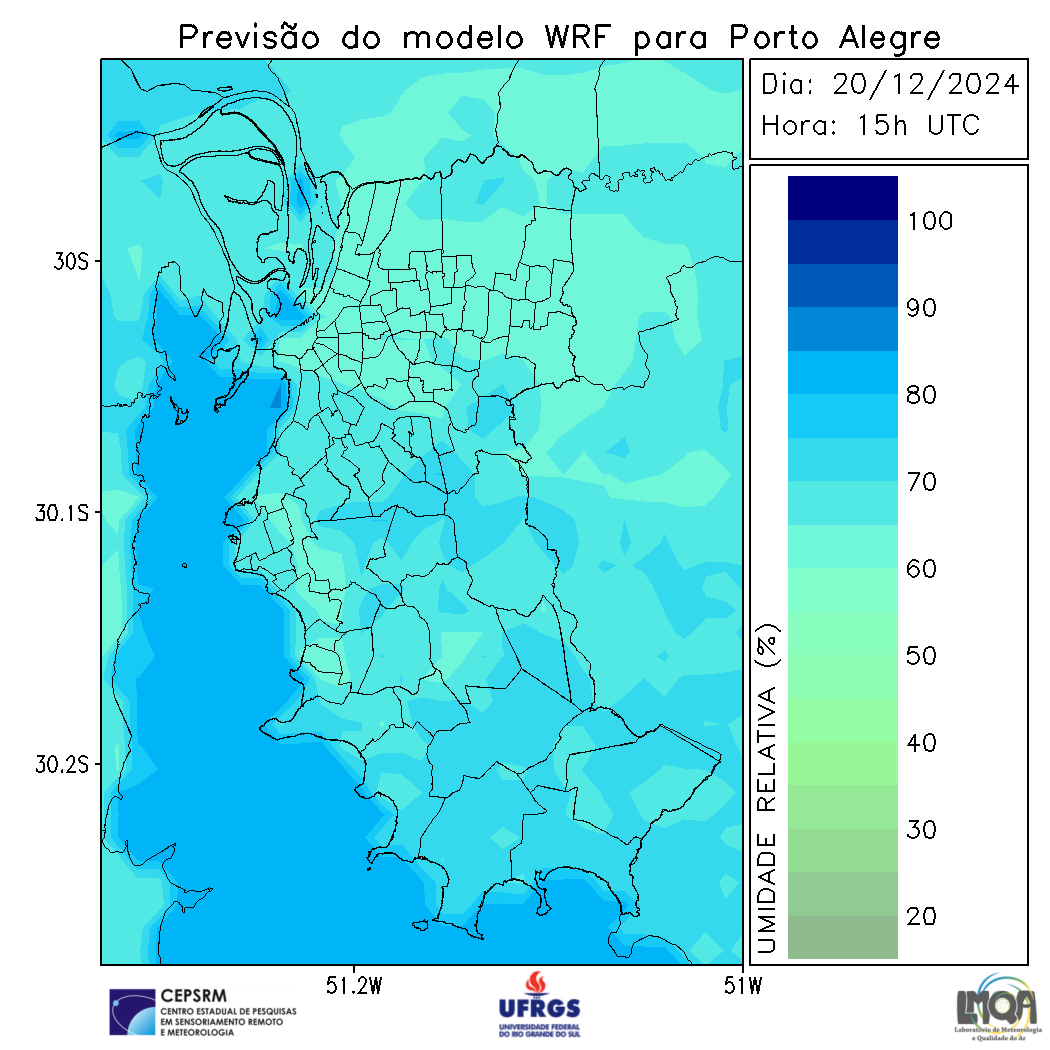 Previsão do modelo WRF para Porto Alegre
Dia: 20/12/2024
Hora: 15h UTC
30S
30.1S
30.2S
51.2W
51W
100
90
80
70
60
50
40
30
20
UMIDADE RELATIVA (%)
CEPSRM
CENTRO ESTADUAL DE PESQUISAS
EM SENSORIAMENTO REMOTO
E METEOROLOGIA
UFRGS
UNIVERSIDADE FEDERAL
DO RIO GRANDE DO SUL
LMQA
Laboratório de Meteorologia
e Qualidade do Ar